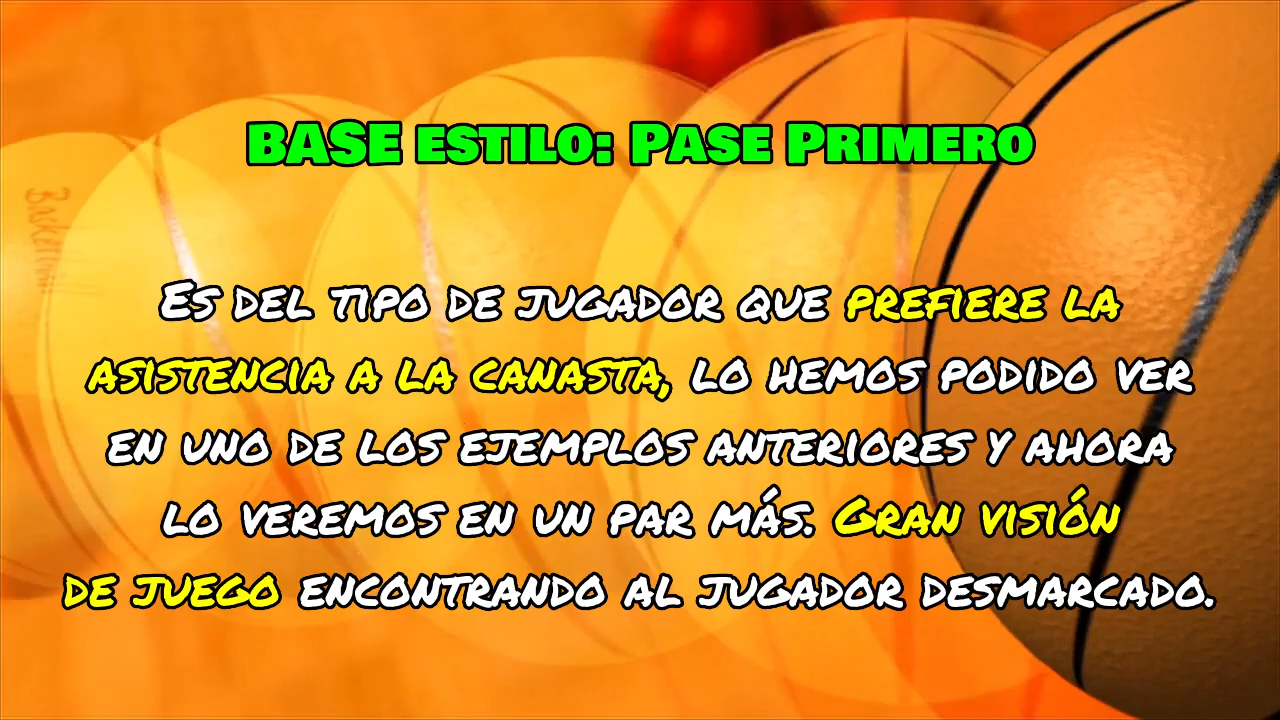 BASE estilo: Pase Primero
Es del tipo de jugador que prefiere la
asistencia a la canasta, lo hemos podido ver
en uno de los ejemplos anteriores y ahora
lo veremos en un par más. Gran visión
de juego encontrando al jugador desmarcado.